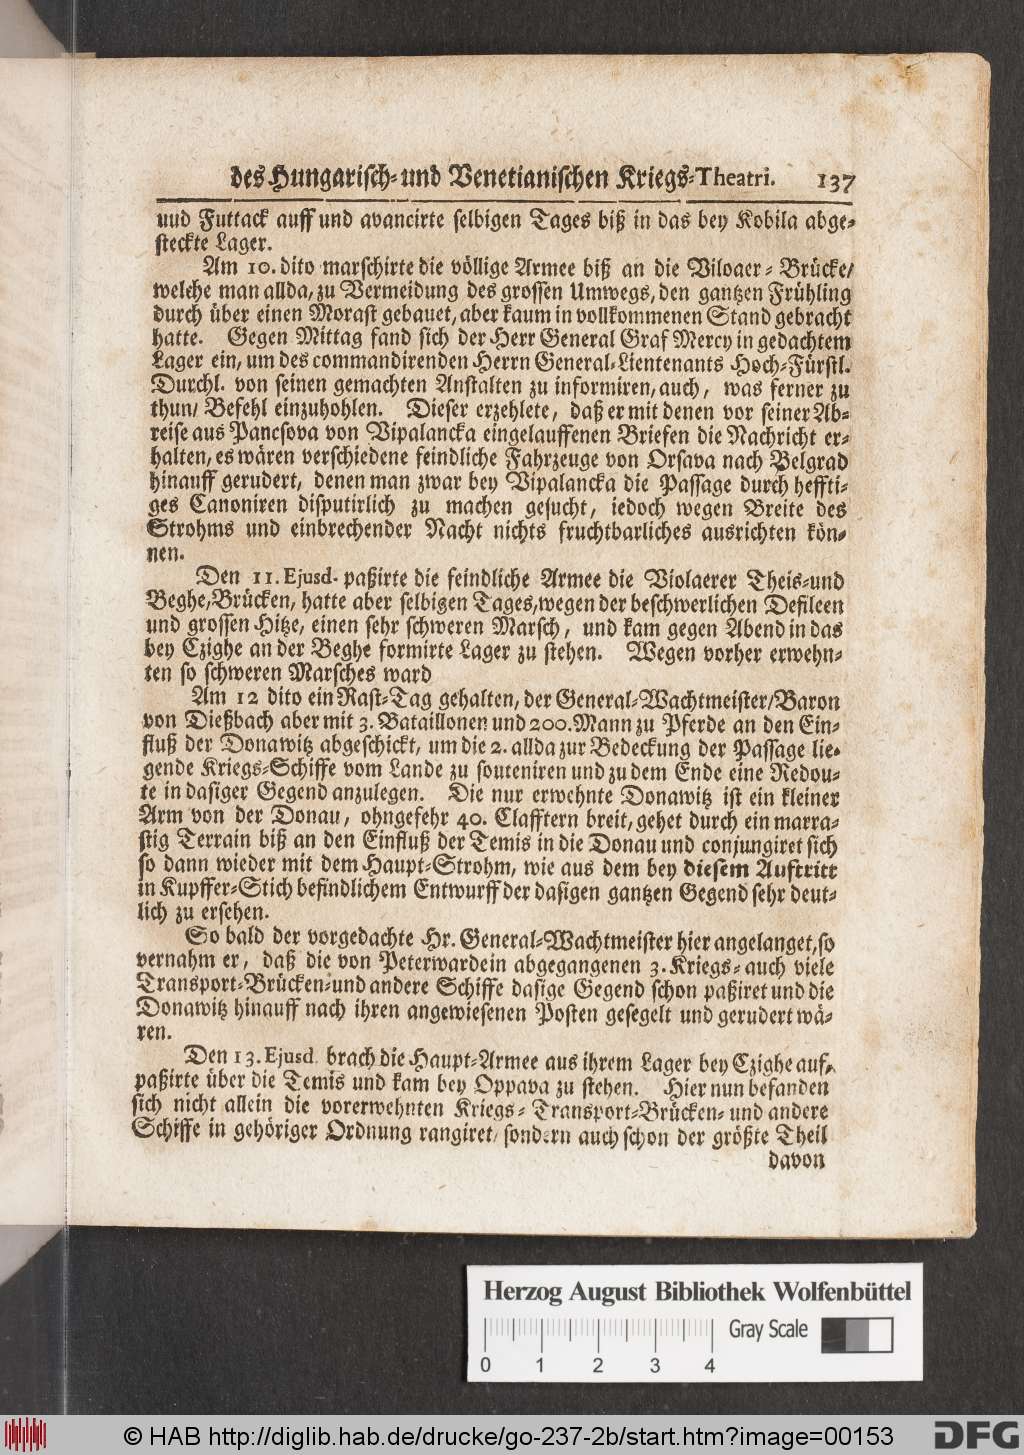 des Hungarisch- und Venetianischen Kriegs-Theatri. 137
uud Futtack auff und avancirte selbigen Tages biß in das bey Kobila abge-
steckte Lager.
Am 10. dito marschirte die völlige Armee biß an die Viloaer-Brücke/
welche man allda, zu Vermeidung des grossen Umwegs, den gantzen Frühling
durch über einen Morast gebauet, aber kaum in vollkommenen Stand gebracht
hatte. Gegen Mittag fand sich der Herr General Graf Mercy in gedachtem
Lager ein, um des commandirenden Herrn General-Lientenants Hoch-Fürstl.
Durchl. von seinen gemachten Anstalten zu informiren, auch, was ferner zu
thun/ Befehl einzuhohlen. Dieser erzehlete, daß er mit denen vor seiner Ab-
reise aus Pancsova von Vipalancka eingelauffenen Briefen die Nachricht er-
halten, es wären verschiedene feindliche Fahrzeuge von Orsava nach Belgrad
hinauff gerudert, denen man zwar bey Vipalancka die Passage durch heffti-
ges Canoniren disputirlich zu machen gesucht, iedoch wegen Breite des
Strohms und einbrechender Nacht nichts fruchtbarliches ausrichten kön-
nen.
Den 11. Ejusd. paßirte die feindliche Armee die Violaerer Theis-und
Beghe,Brücken, hatte aber selbigen Tages, wegen der beschwerlichen Defileen
und grossen Hitze, einen sehr schweren Marsch, und kam gegen Abend in das
bey Czighe an der Beghe formirte Lager zu stehen. Wegen vorher erwehn-
ten so schweren Marsches ward
Am 12 dito ein Rast-Tag gehalten, der General-Wachtmeister/Baron
von Dießbach aber mit 3. Bataillonen und 200. Mann zu Pferde an den Ein-
fluß der Donawitz abgeschickt, um die 2. allda zur Bedeckung der Passage lie-
gende Kriegs-Schiffe vom Lande zu souteniren und zu dem Ende eine Redou-
te in dasiger Gegend anzulegen. Die nur erwehnte Donawitz ist ein kleiner
Arm von der Donau, ohngefehr 40. Clafftern breit, gehet durch ein marra-
stig Terrain biß an den Einfluß der Temis in die Donau und conjungiret sich
so dann wieder mit dem Haupt-Strohm, wie aus dem bey diesem Auftritt
in Kupffer-Stich befindlichem Entwurff der dasigen gantzen Gegend sehr deut-
lich zu ersehen.
So bald der vorgedachte Hr. General-Wachtmeister hier angelanget, so
vernahm er, daß die von Peterwardein abgegangenen 3. Kriegs- auch viele
Transport-Brücken- und andere Schiffe dasige Gegend schon paßiret und die
Donawitz hinauff nach ihren angewiesenen Posten gesegelt und gerudert wä-
ren.
Den 13. Ejusd. brach die Haupt-Armee aus ihrem Lager bey Czighe auf,
paßirte über die Temis und kam bey Oppava zu stehen. Hier nun befanden
sich nicht allein die vorerwehnten Kriegs- Transport-Brücken- und andere
Schiffe in gehöriger Ordnung rangiret/ sondern auch schon der größte Theil
davon
Herzog August Bibliothek Wolfenbüttel
Gray Scale
0 1 2 3 4
© HAB http://diglib.hab.de/drucke/go-237-2b/start.htm?image=00153
DFG